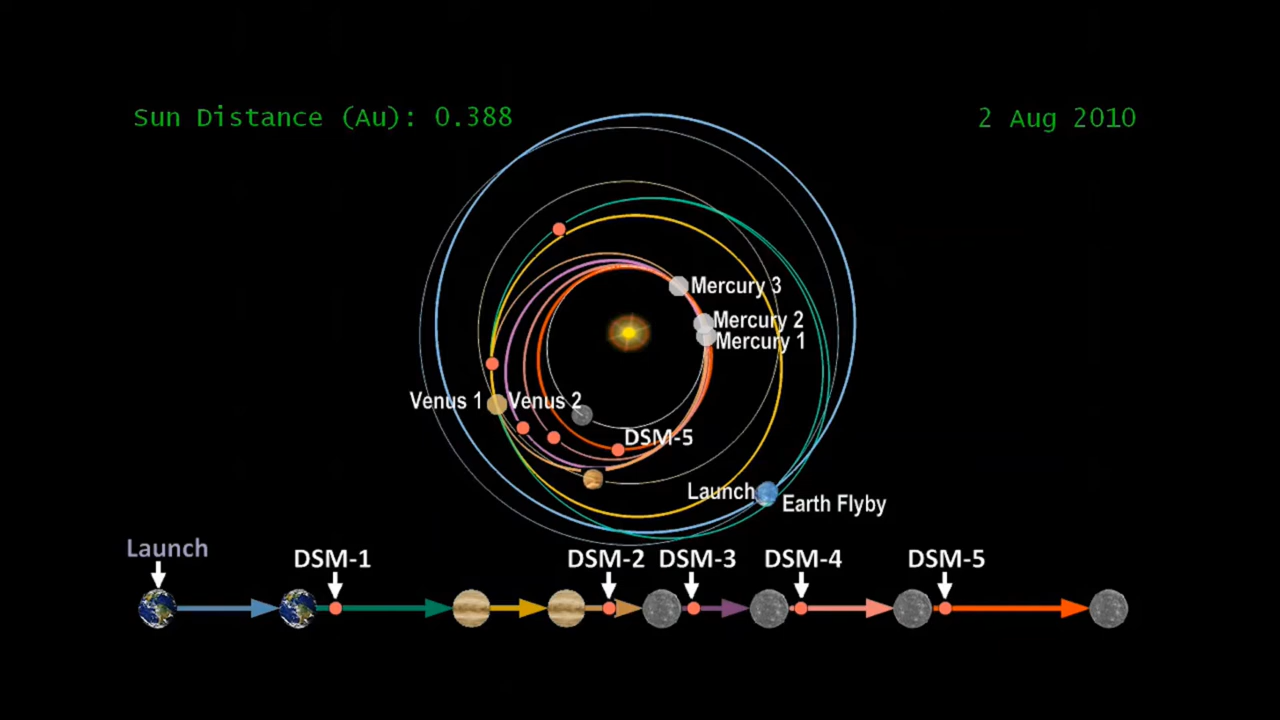 Sun Distance (Au): 0.388
2 Aug 2010
Mercury 3
Mercury 2
Mercury 1
Venus 1
Venus 2
DSM-5
Launch
Earth Flyby
Launch
DSM-1
DSM-2
DSM-3
DSM-4
DSM-5